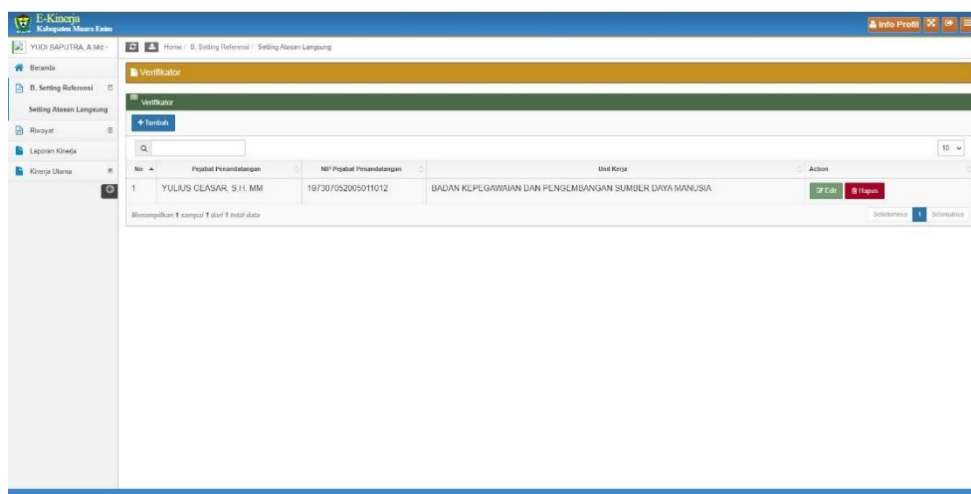 E-Kinerja
Kabupaten Muara Enim
Info Profil
YUDI SAPUTRA, A.Md
Home / B. Setting Referensi / Setting Atasan Langsung
Beranda
B. Setting Referensi
Setting Atasan Langsung
Riwayat
Laporan Kinerja
Kinerja Utama
Verifikator
Verifikator
+ Tambah
10
No Pejabat Penandatangan NIP Pejabat Penandatangan Unit Kerja Action
1 YULIUS CEASAR, S.H. MM 197307052005011012 BADAN KEPEGAWAIAN DAN PENGEMBANGAN SUMBER DAYA MANUSIA Edit Hapus
Menampilkan 1 sampai 1 dari 1 total data
Sebelumnya 1 Selanjutnya